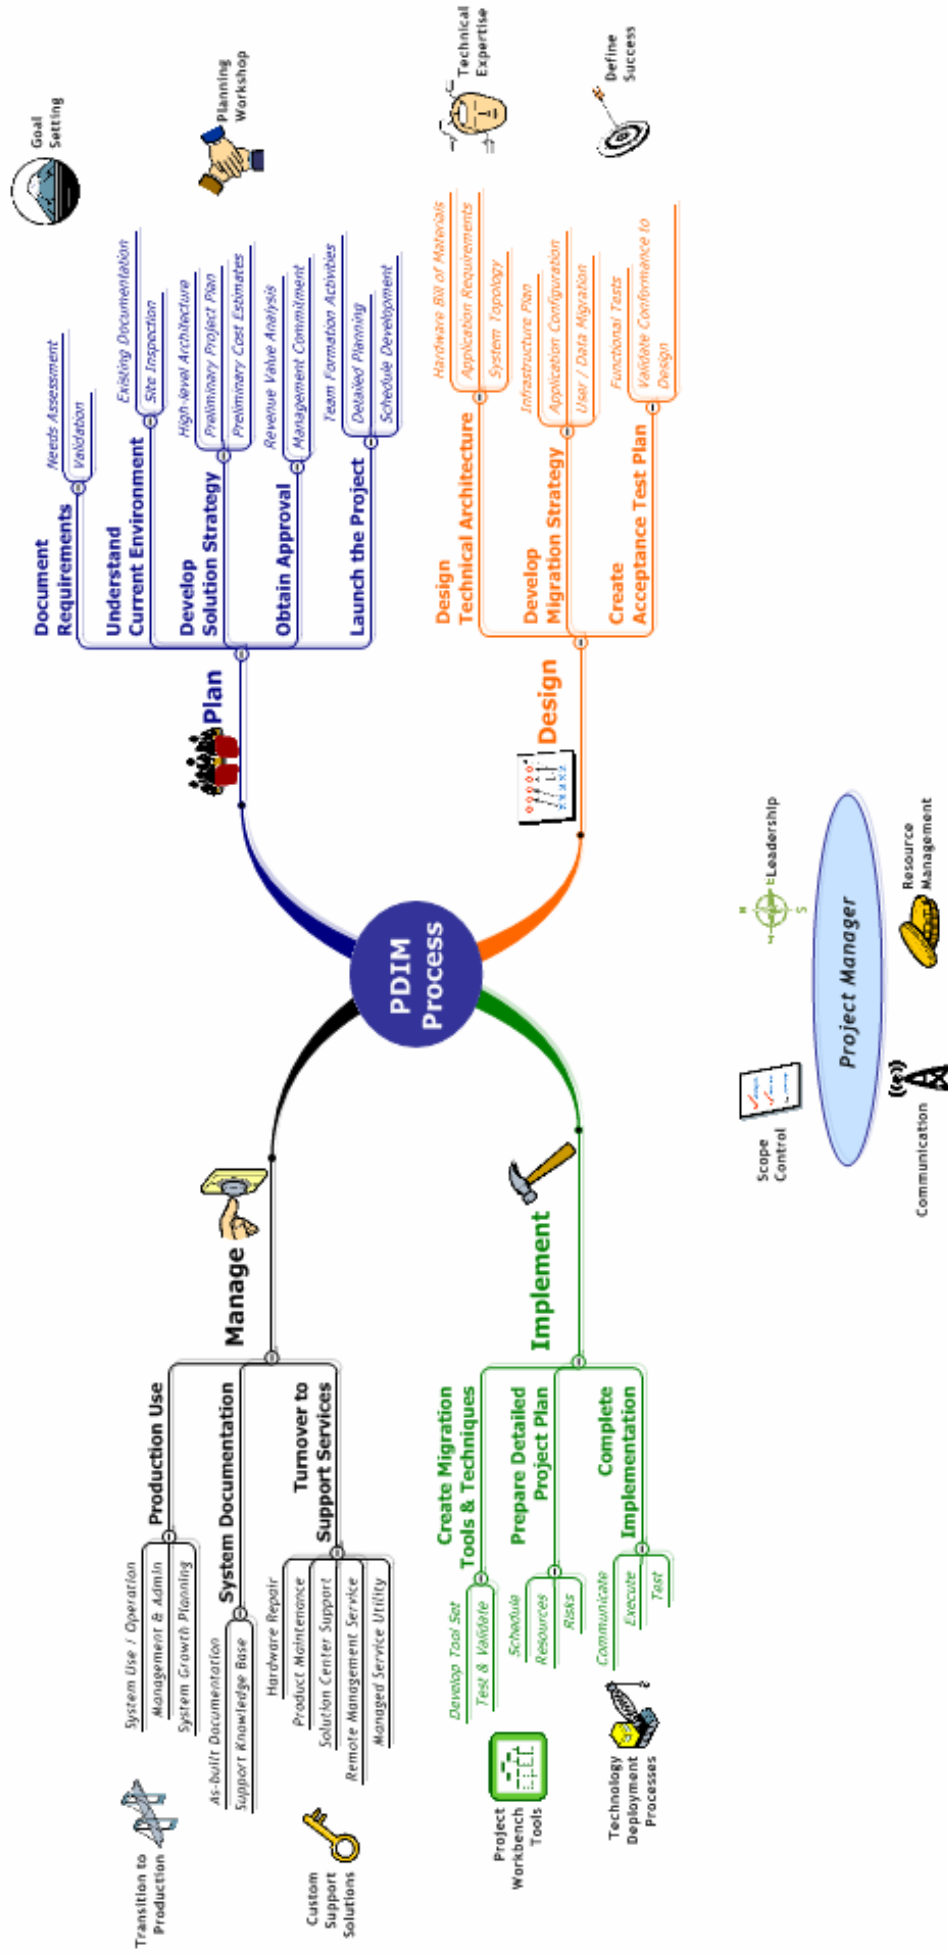 Goal
Setting
Planning
Workshop
Document
Requirements
Needs Assessment
Validation
Understand
Current Environment
Existing Documentation
Site Inspection
Develop
Solution Strategy
High-level Architecture
Preliminary Project Plan
Preliminary Cost Estimates
Obtain Approval
Revenue Value Analysis
Management Commitment
Launch the Project
Team Formation Activities
Detailed Planning
Schedule Development
Plan
Technical
Expertise
Define
Success
Design
Technical Architecture
Hardware Bill of Materials
Application Requirements
System Topology
Develop
Migration Strategy
Infrastructure Plan
Application Configuration
User / Data Migration
Create
Acceptance Test Plan
Functional Tests
Validate Conformance to
Design
Design
PDIM
Process
Manage
Production Use
System Use / Operation
Management & Admin
System Growth Planning
System Documentation
As-built Documentation
Support Knowledge Base
Turnover to
Support Services
Hardware Repair
Product Maintenance
Solution Center Support
Remote Management Service
Managed Service Utility
Transition to
Production
Custom
Support
Solutions
Implement
Create Migration
Tools & Techniques
Develop Tool Set
Test & Validate
Prepare Detailed
Project Plan
Schedule
Resources
Risks
Complete
Implementation
Communicate
Execute
Test
Project
Workbench
Tools
Technology
Deployment
Processes
Scope
Control
N
E
S
Leadership
Project Manager
Communication
Resource
Management